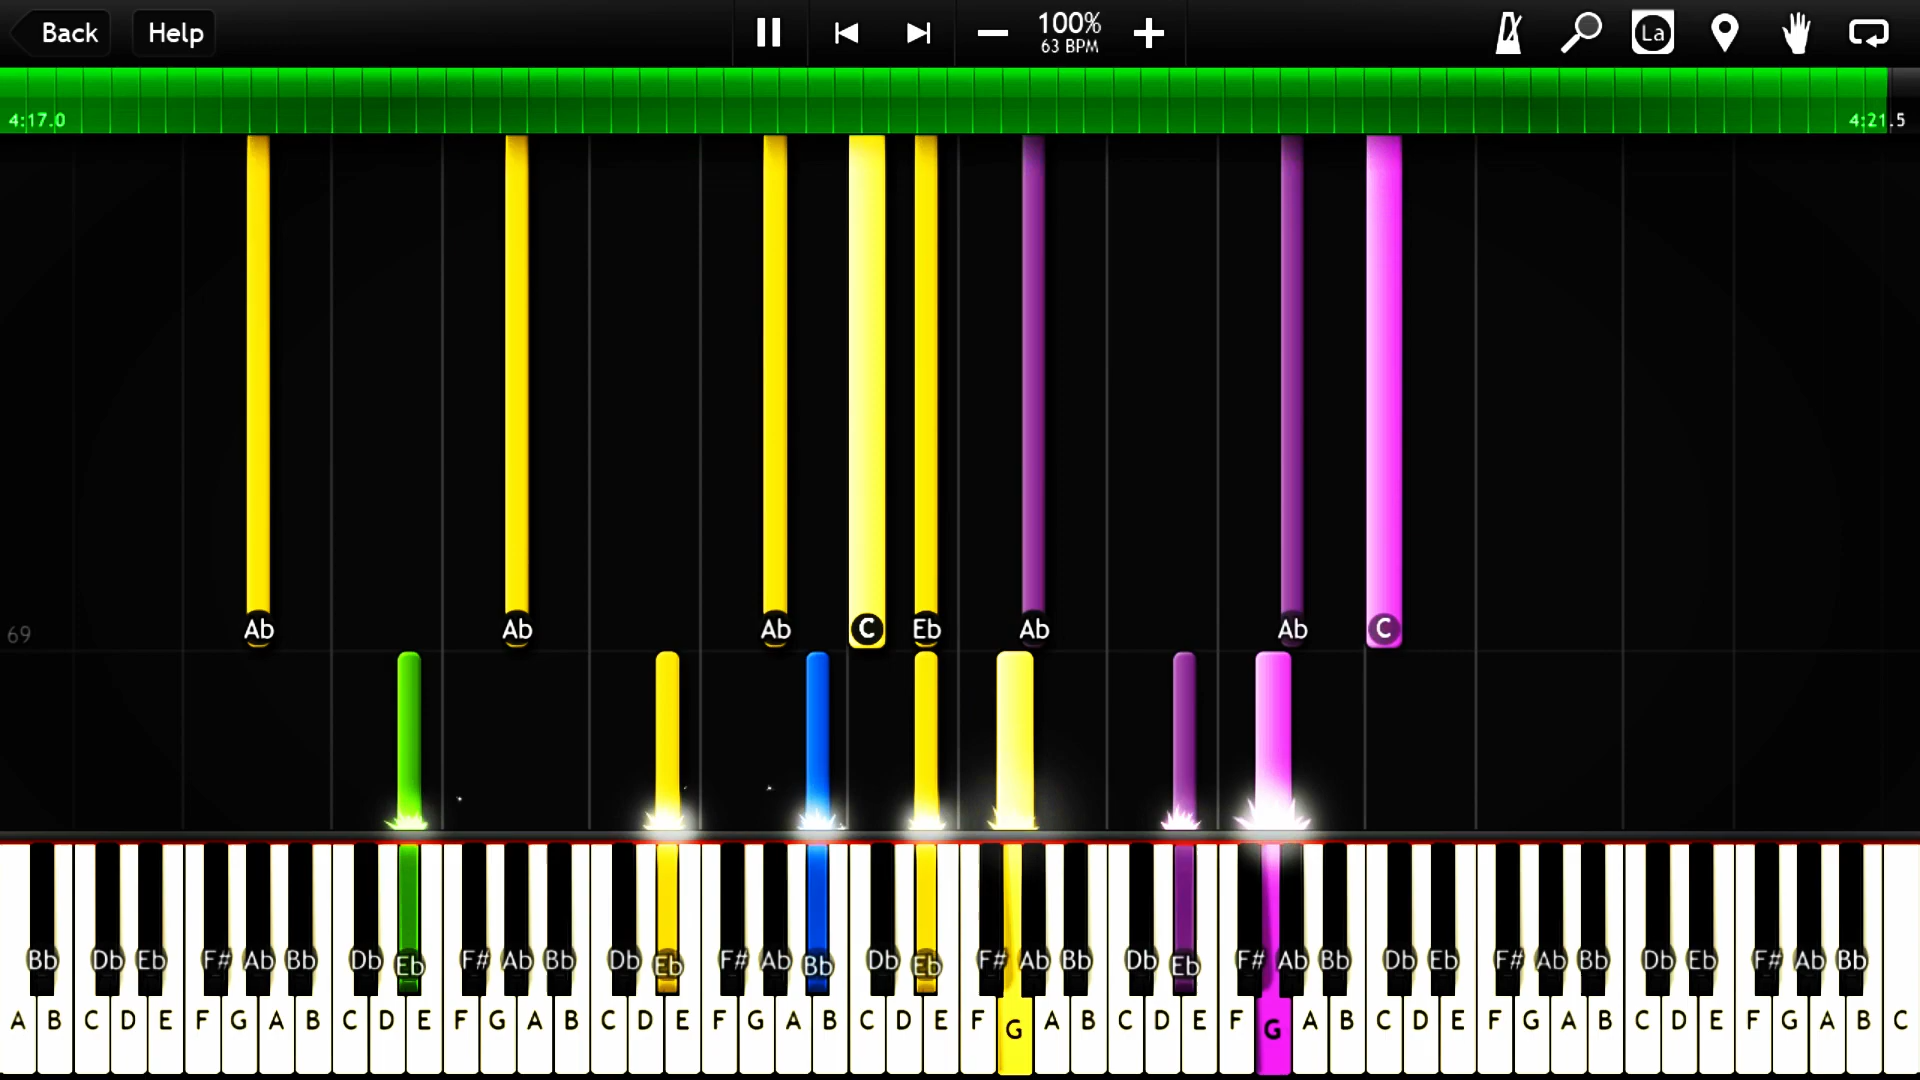 Back Help 100% La
63 BPM
4:17.0 4:21.5
Ab Ab Ab C Eb Ab Ab C
69
Bb Db Eb F# Ab Bb Db Eb F# Ab Bb Db Eb F# Ab Bb Db Eb F# Ab Bb Db Eb F# Ab Bb Db Eb F# Ab Bb Db Eb F# Ab Bb
A B C D E F G A B C D E F G A B C D E F G A B C D E F G A B C D E F G A B C D E F G A B C D E F G A B C